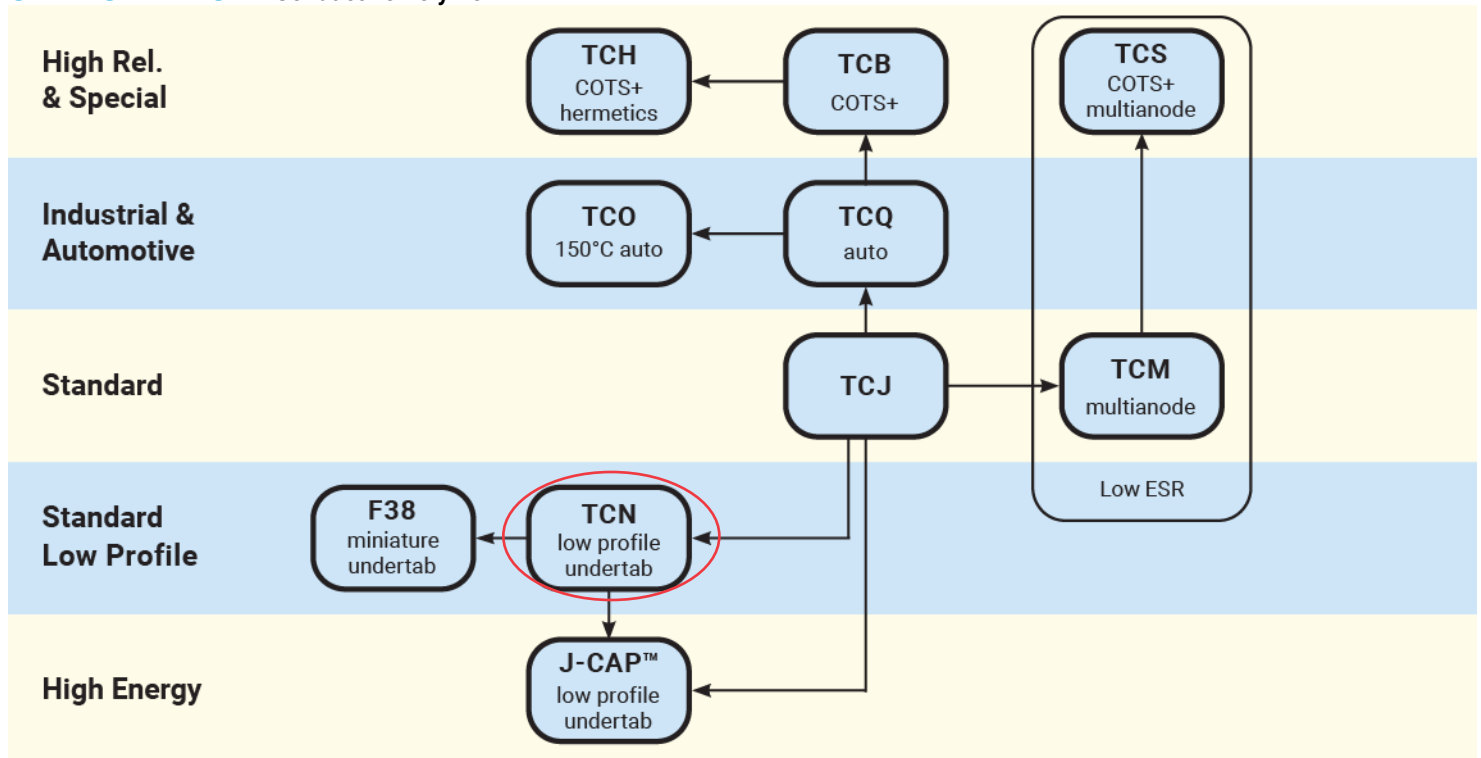 High Rel.
& Special
TCH
COTS+
hermetics
TCB
COTS+
TCS
COTS+
multianode
Industrial &
Automotive
TCO
150°C auto
TCQ
auto
Standard
TCJ
TCM
multianode
Low ESR
Standard
Low Profile
F38
miniature
undertab
TCN
low profile
undertab
High Energy
J-CAP™
low profile
undertab